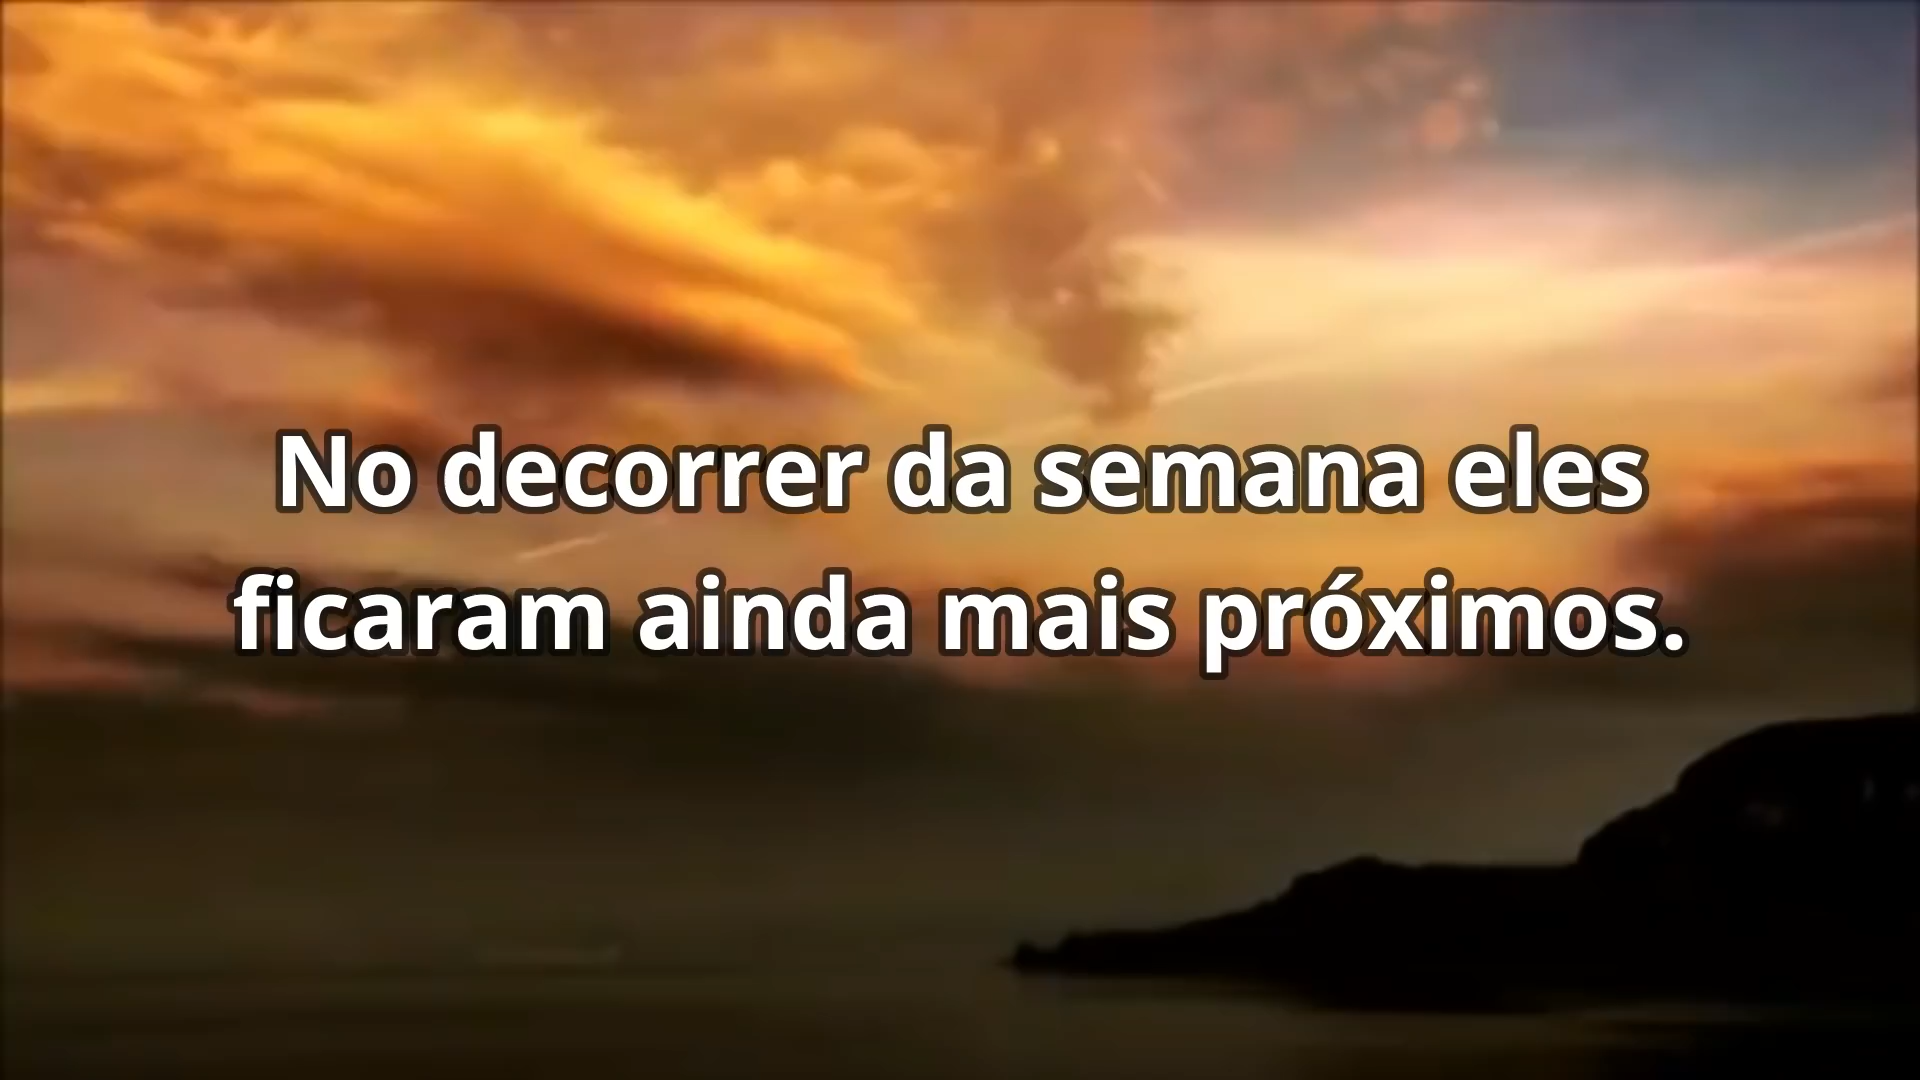 No decorrer da semana eles
ficaram ainda mais próximos.